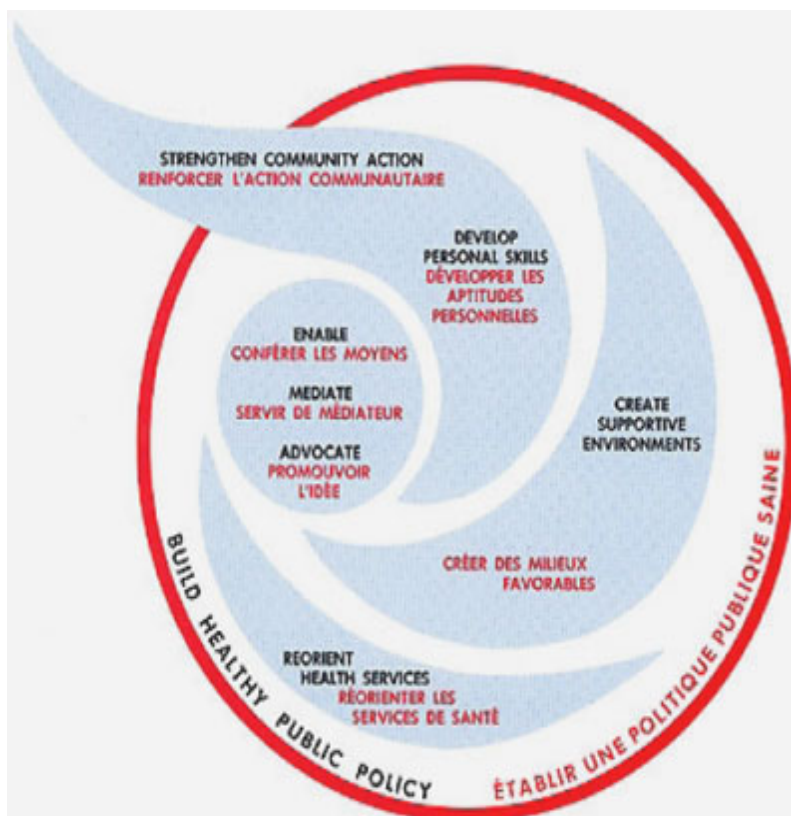 STRENGTHEN COMMUNITY ACTION
RENFORCER L'ACTION COMMUNAUTAIRE
DEVELOP
PERSONAL SKILLS
DÉVELOPPER LES
APTITUDES
PERSONNELLES
ENABLE
CONFÉRER LES MOYENS
MEDIATE
SERVIR DE MÉDIATEUR
ADVOCATE
PROMOUVOIR
L'IDÉE
CREATE
SUPPORTIVE
ENVIRONMENTS
CRÉER DES MILIEUX
FAVORABLES
REORIENT
HEALTH SERVICES
RÉORIENTER LES
SERVICES DE SANTÉ
BUILD HEALTHY PUBLIC POLICY
ÉTABLIR UNE POLITIQUE PUBLIQUE SAINE